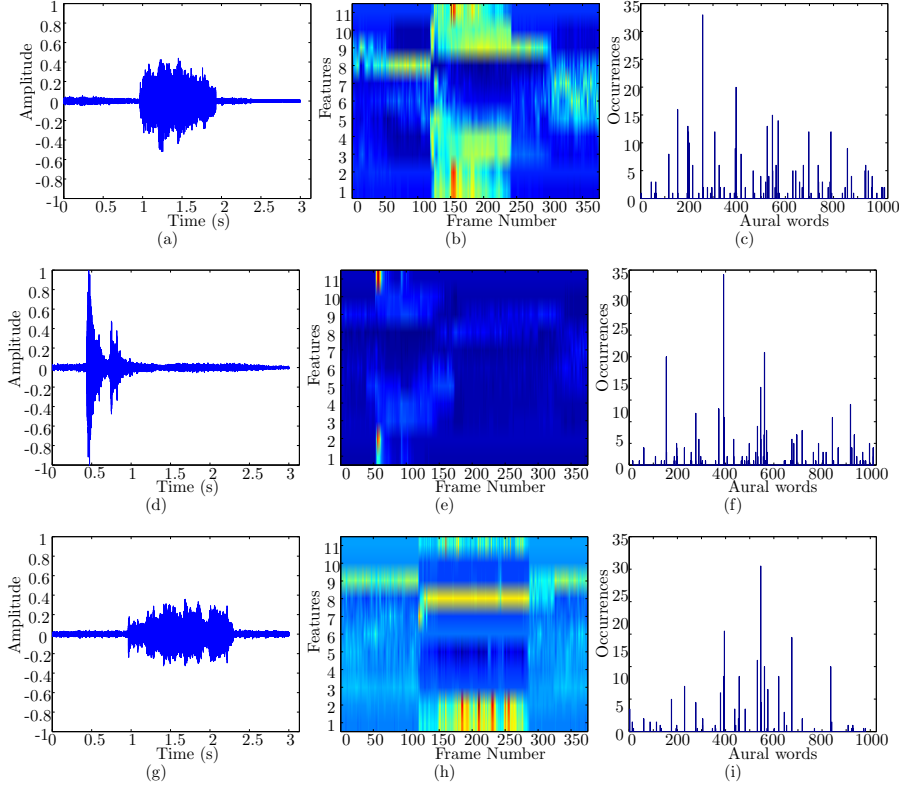 1
0.8
0.6
0.4
0.2
0
-0.2
-0.4
-0.6
-0.8
-1
Amplitude
0 0.5 1 1.5 2 2.5 3
Time (s)
(a)
11
10
9
8
7
6
5
4
3
2
1
Features
0 50 100 150 200 250 300 350
Frame Number
(b)
35
30
25
20
15
10
5
0
Occurrences
0 200 400 600 800 1000
Aural words
(c)
1
0.8
0.6
0.4
0.2
0
-0.2
-0.4
-0.6
-0.8
-1
Amplitude
0 0.5 1 1.5 2 2.5 3
Time (s)
(d)
11
10
9
8
7
6
5
4
3
2
1
Features
0 50 100 150 200 250 300 350
Frame Number
(e)
35
30
25
20
15
10
5
0
Occurrences
0 200 400 600 800 1000
Aural words
(f)
1
0.8
0.6
0.4
0.2
0
-0.2
-0.4
-0.6
-0.8
-1
Amplitude
0 0.5 1 1.5 2 2.5 3
Time (s)
(g)
11
10
9
8
7
6
5
4
3
2
1
Features
0 50 100 150 200 250 300 350
Frame Number
(h)
35
30
25
20
15
10
5
0
Occurrences
0 200 400 600 800 1000
Aural words
(i)